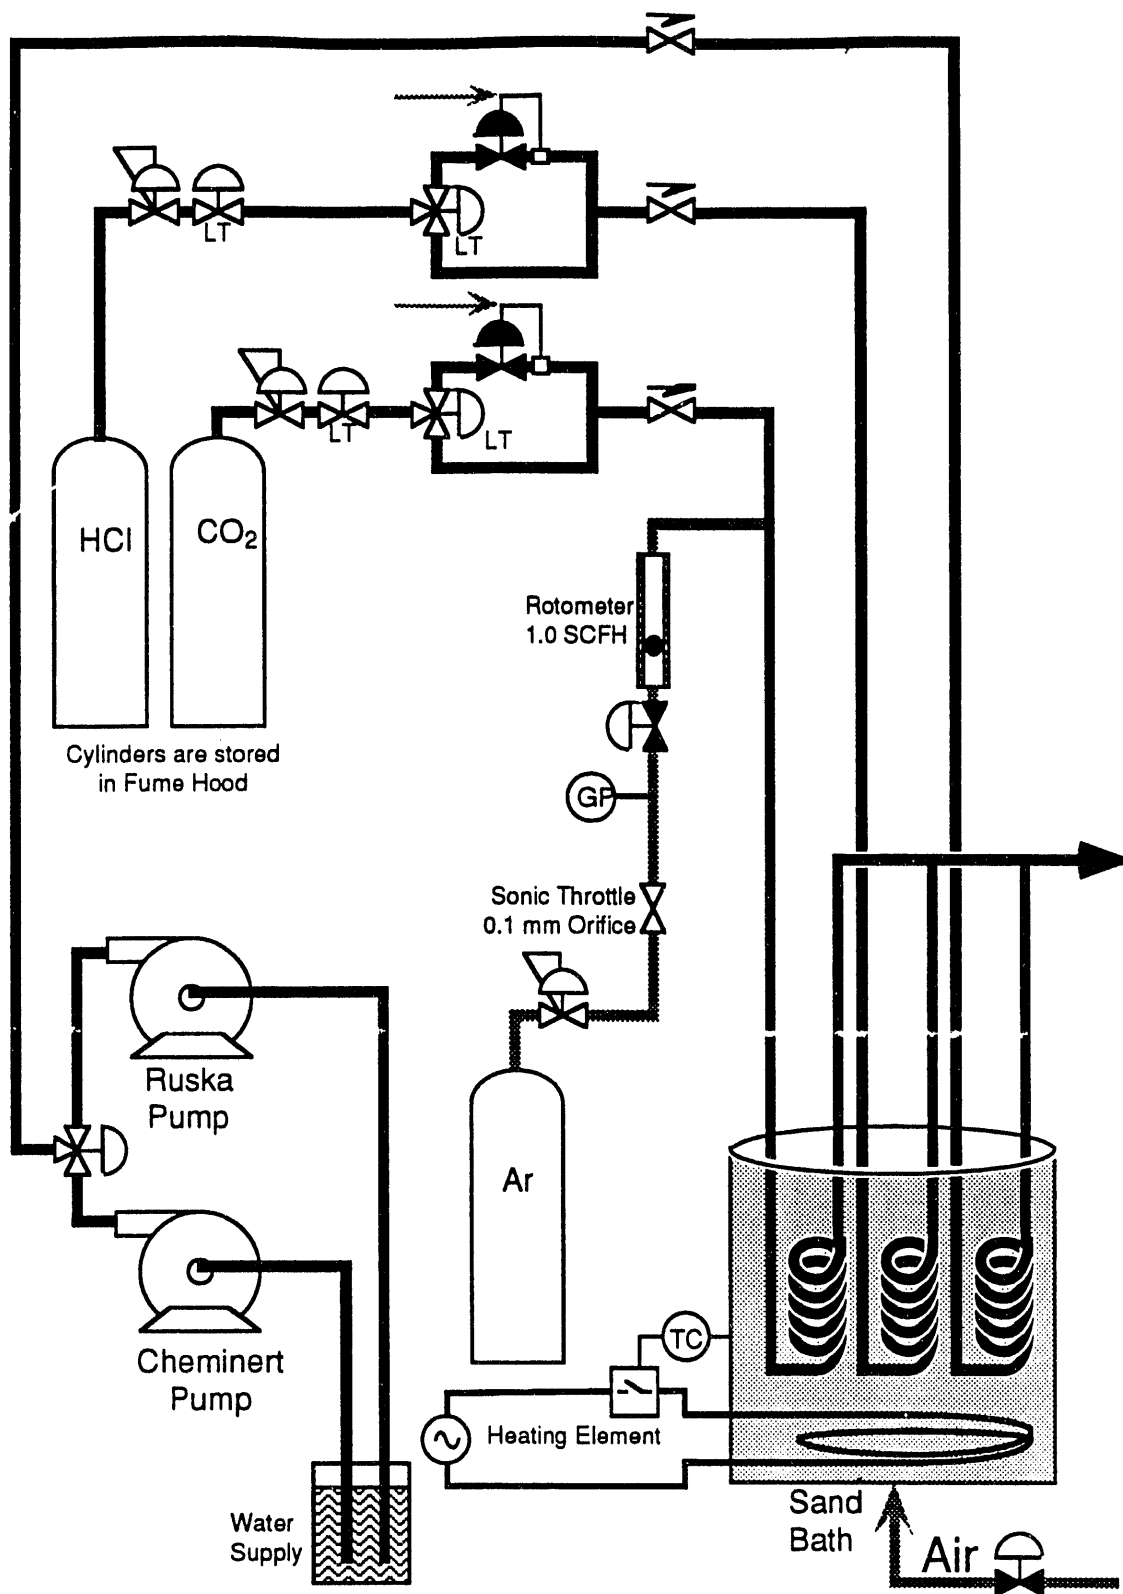 LT
LT
LT
LT
HCl
CO₂
Rotometer
1.0 SCFH
Cylinders are stored
in Fume Hood
GP
Sonic Throttle
0.1 mm Orifice
Ruska
Pump
Ar
Cheminert
Pump
TC
Heating Element
Water
Supply
Sand
Bath
Air